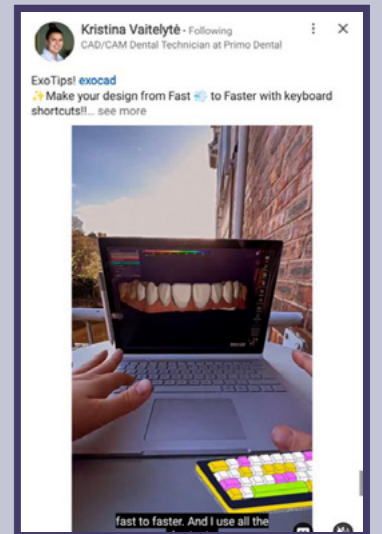 Kristina Vaitelytė · Following
CAD/CAM Dental Technician at Primo Dental
ExoTips! exocad
✨Make your design from Fast 💨 to Faster with keyboard
shortcuts!!... see more
fast to faster. And I use all the